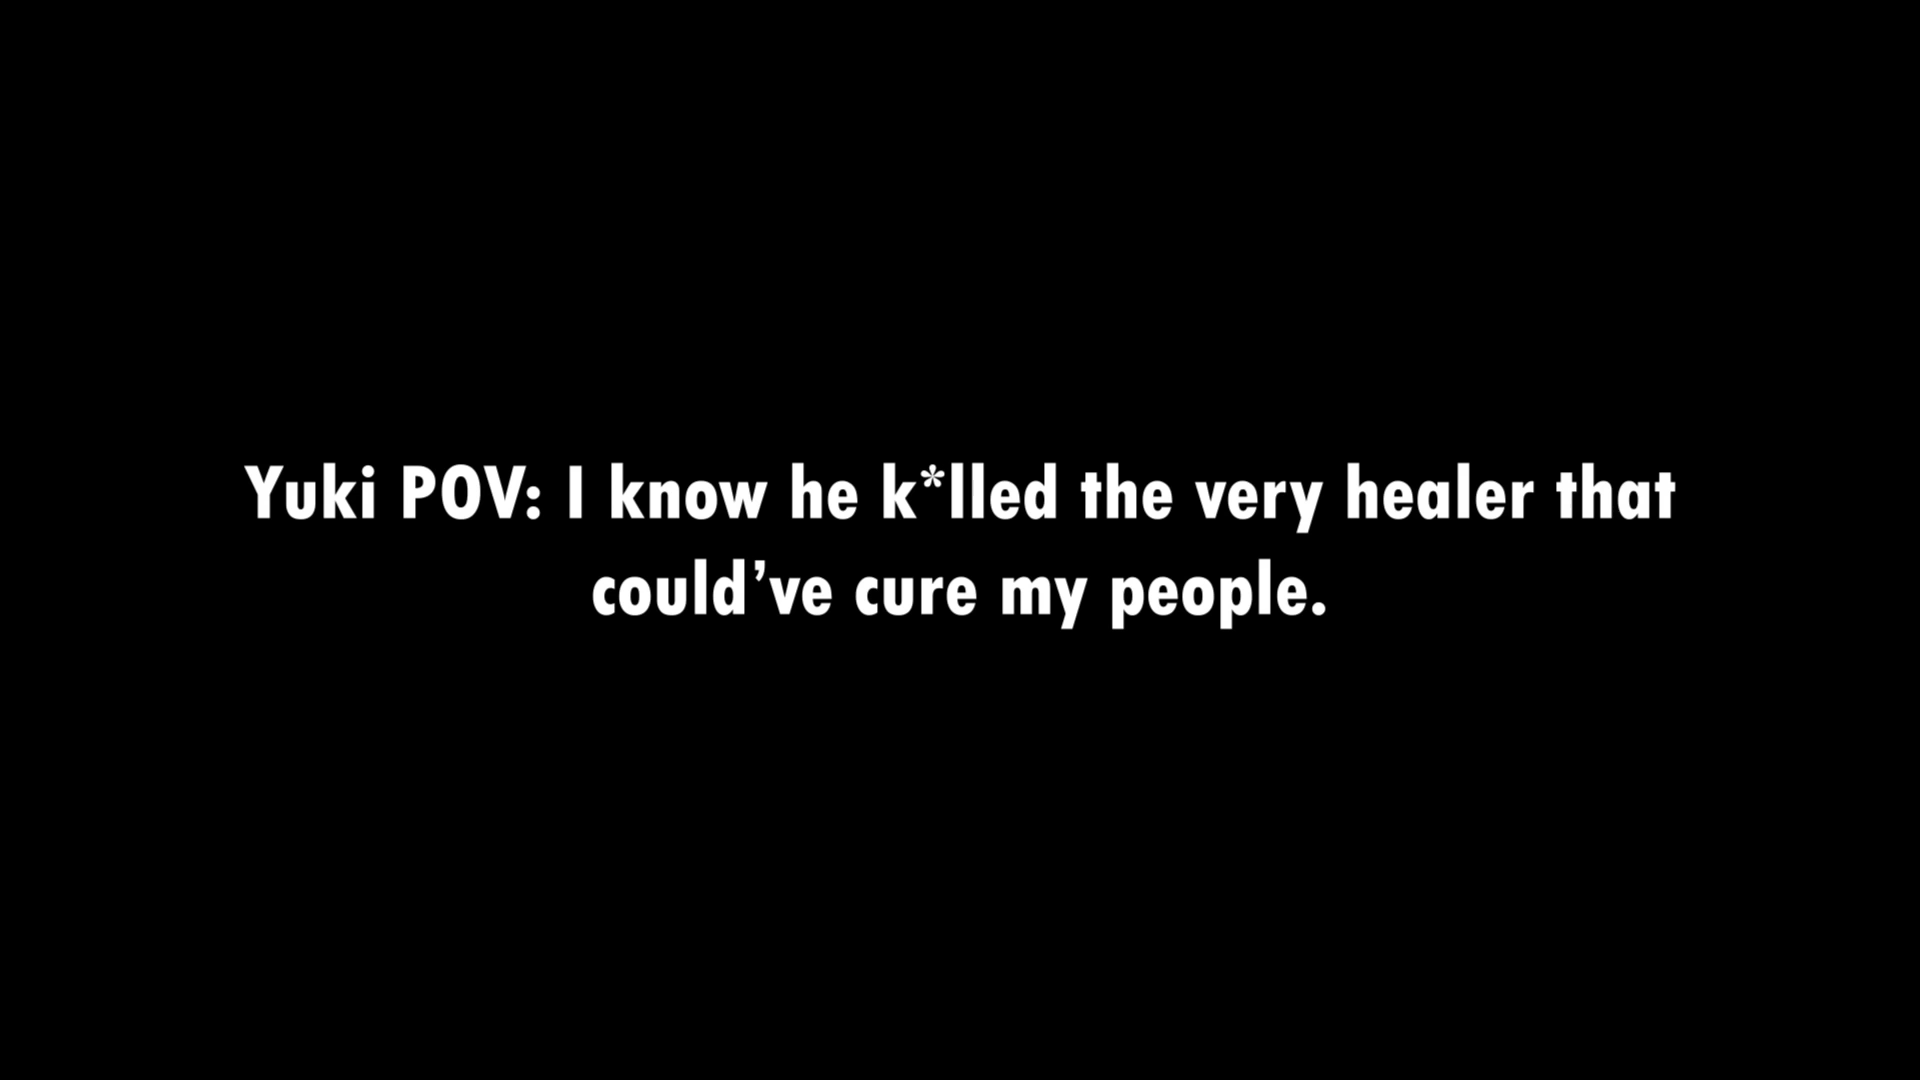 Yuki POV: I know he k*lled the very healer that
could’ve cure my people.